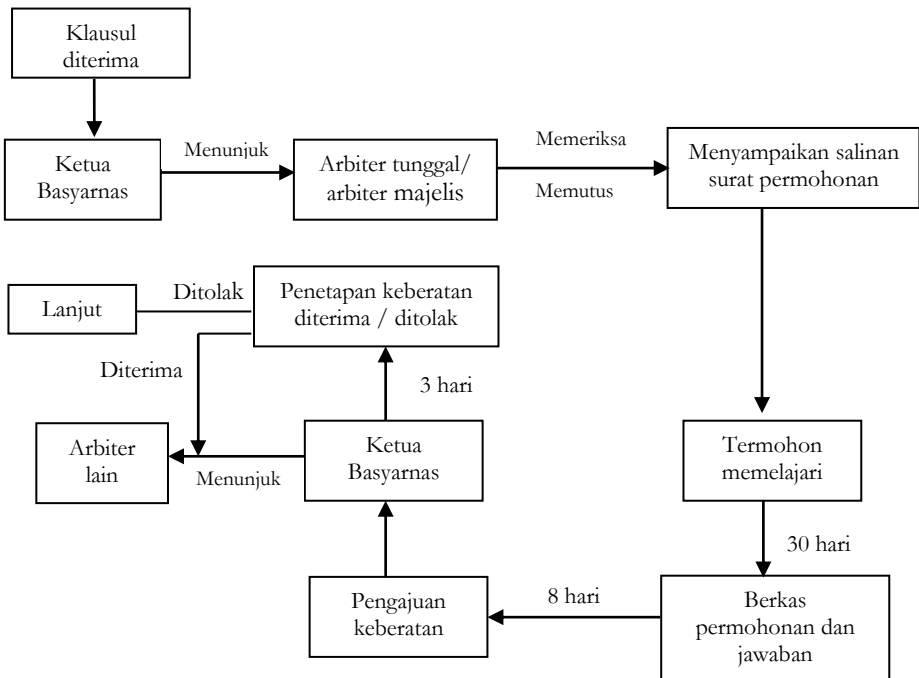 Klausul
diterima
Ketua
Basyarnas
Menunjuk
Arbiter tunggal/
arbiter majelis
Memeriksa
Memutus
Menyampaikan salinan
surat permohonan
Lanjut
Ditolak
Penetapan keberatan
diterima / ditolak
Diterima
3 hari
Arbiter
lain
Menunjuk
Ketua
Basyarnas
Termohon
memelajari
30 hari
Pengajuan
keberatan
8 hari
Berkas
permohonan dan
jawaban